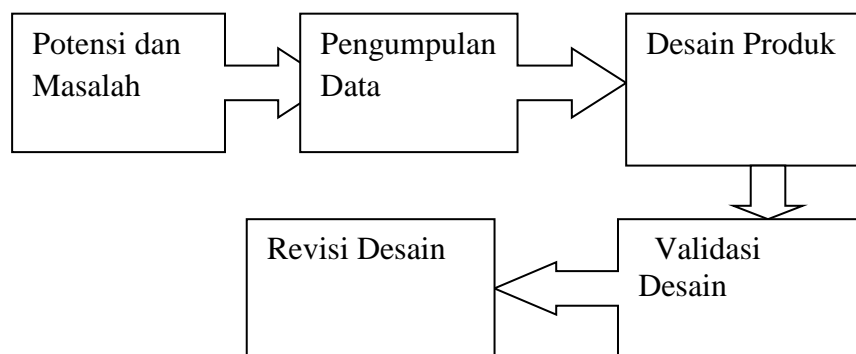 Potensi dan
Masalah
Pengumpulan
Data
Desain Produk
Validasi
Desain
Revisi Desain